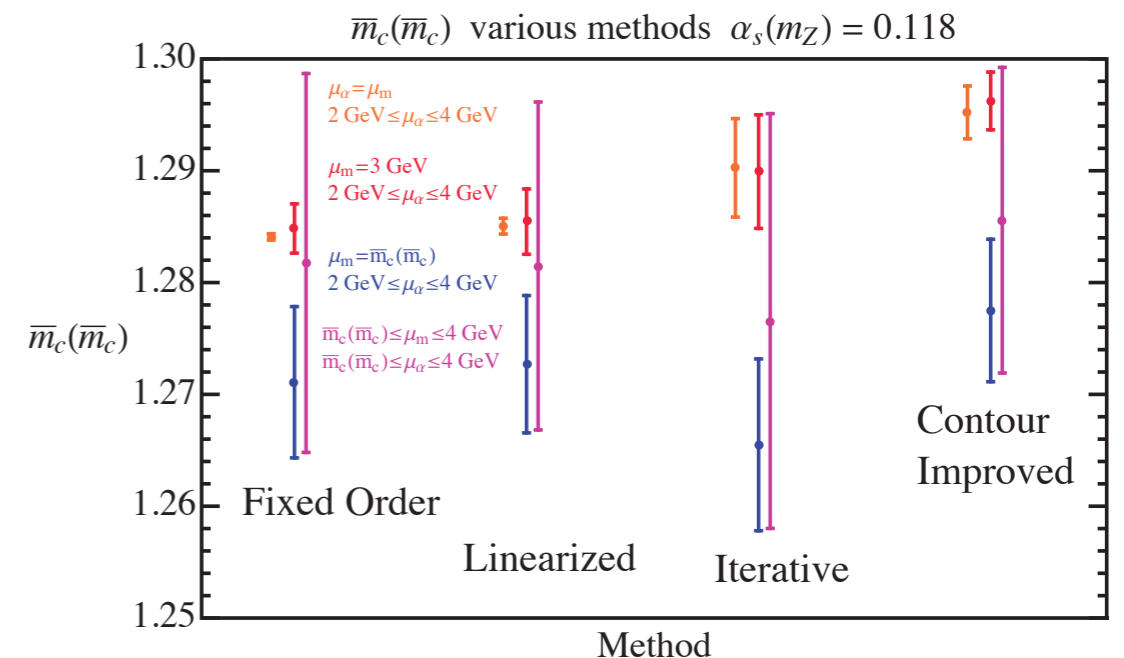 m̅c(m̅c) various methods αs(mZ) = 0.118
1.30
1.29
1.28
1.27
1.26
1.25
m̅c(m̅c)
μα=μm
2 GeV≤μα≤4 GeV
μm=3 GeV
2 GeV≤μα≤4 GeV
μm=m̅c(m̅c)
2 GeV≤μα≤4 GeV
m̅c(m̅c)≤μm≤4 GeV
m̅c(m̅c)≤μα≤4 GeV
Fixed Order
Linearized
Iterative
Contour
Improved
Method